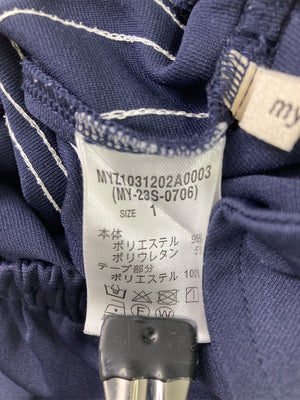 my
MYZ1031202A0003
(MY-23S-0706)
SIZE 1
本体
ポリエステル
ポリウレタン
テープ部分
ポリエステル 100